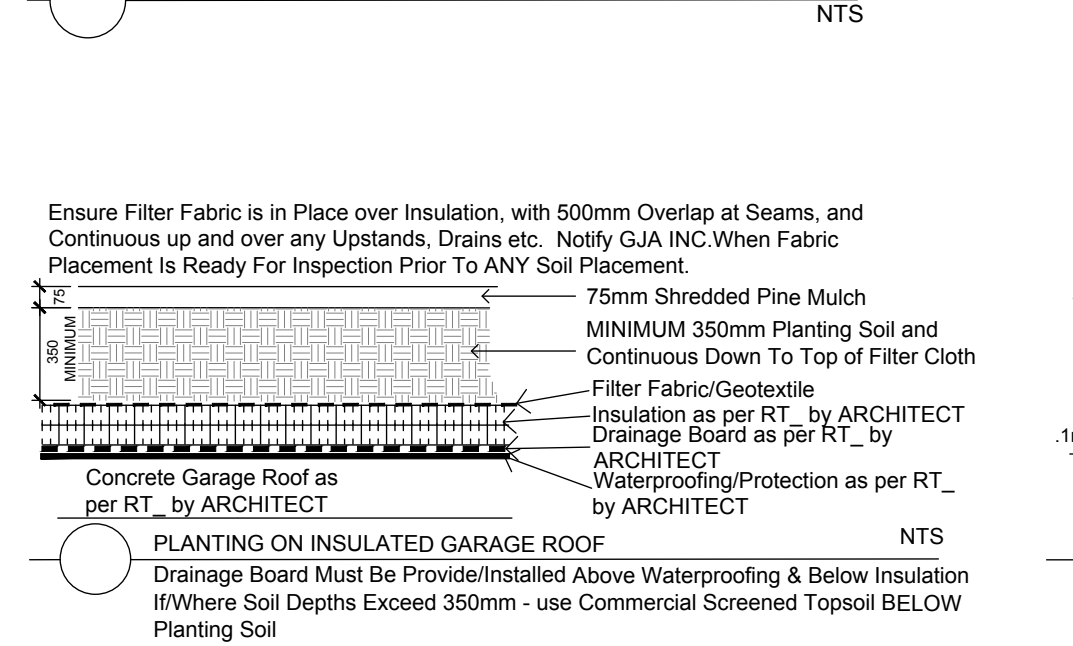 NTS
Ensure Filter Fabric is in Place over Insulation, with 500mm Overlap at Seams, and
Continuous up and over any Upstands, Drains etc. Notify GJA INC.When Fabric
Placement Is Ready For Inspection Prior To ANY Soil Placement.
75
350
MINIMUM
75mm Shredded Pine Mulch
MINIMUM 350mm Planting Soil and
Continuous Down To Top of Filter Cloth
Filter Fabric/Geotextile
Insulation as per RT_ by ARCHITECT
Drainage Board as per RT_ by
ARCHITECT
Waterproofing/Protection as per RT_
by ARCHITECT
Concrete Garage Roof as
per RT_ by ARCHITECT
PLANTING ON INSULATED GARAGE ROOF
NTS
Drainage Board Must Be Provide/Installed Above Waterproofing & Below Insulation
If/Where Soil Depths Exceed 350mm - use Commercial Screened Topsoil BELOW
Planting Soil